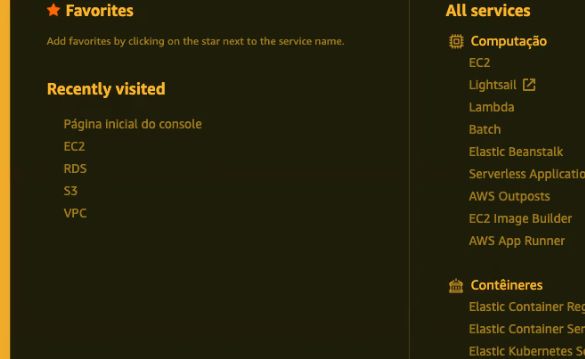 Favorites
Add favorites by clicking on the star next to the service name.
Recently visited
Página inicial do console
EC2
RDS
S3
VPC
All services
Computação
EC2
Lightsail
Lambda
Batch
Elastic Beanstalk
Serverless Applicatio
AWS Outposts
EC2 Image Builder
AWS App Runner
Contêineres
Elastic Container Reg
Elastic Container Ser
Elastic Kubernetes Se